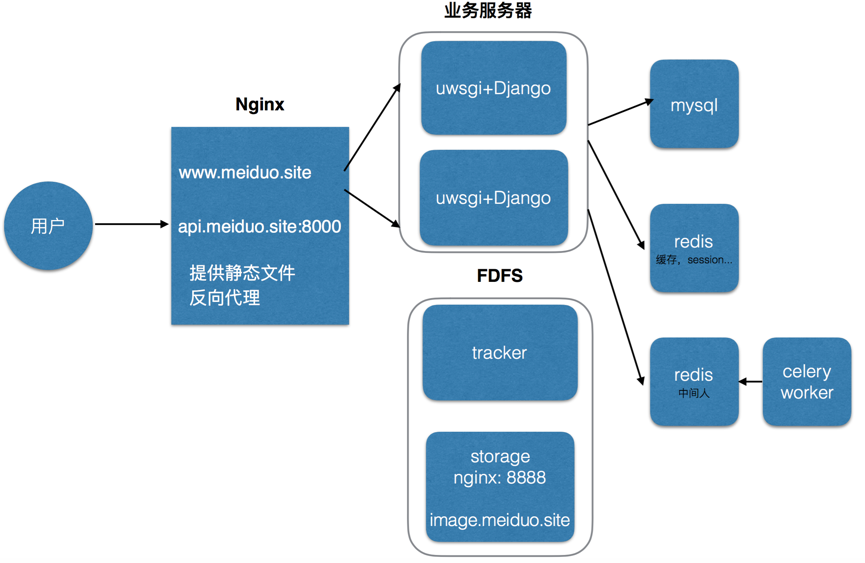 业务服务器
uwsgi+Django
uwsgi+Django
Nginx
www.meiduo.site
api.meiduo.site:8000
提供静态文件
反向代理
用户
mysql
redis
缓存，session...
redis
中间人
celery
worker
FDFS
tracker
storage
nginx: 8888
image.meiduo.site